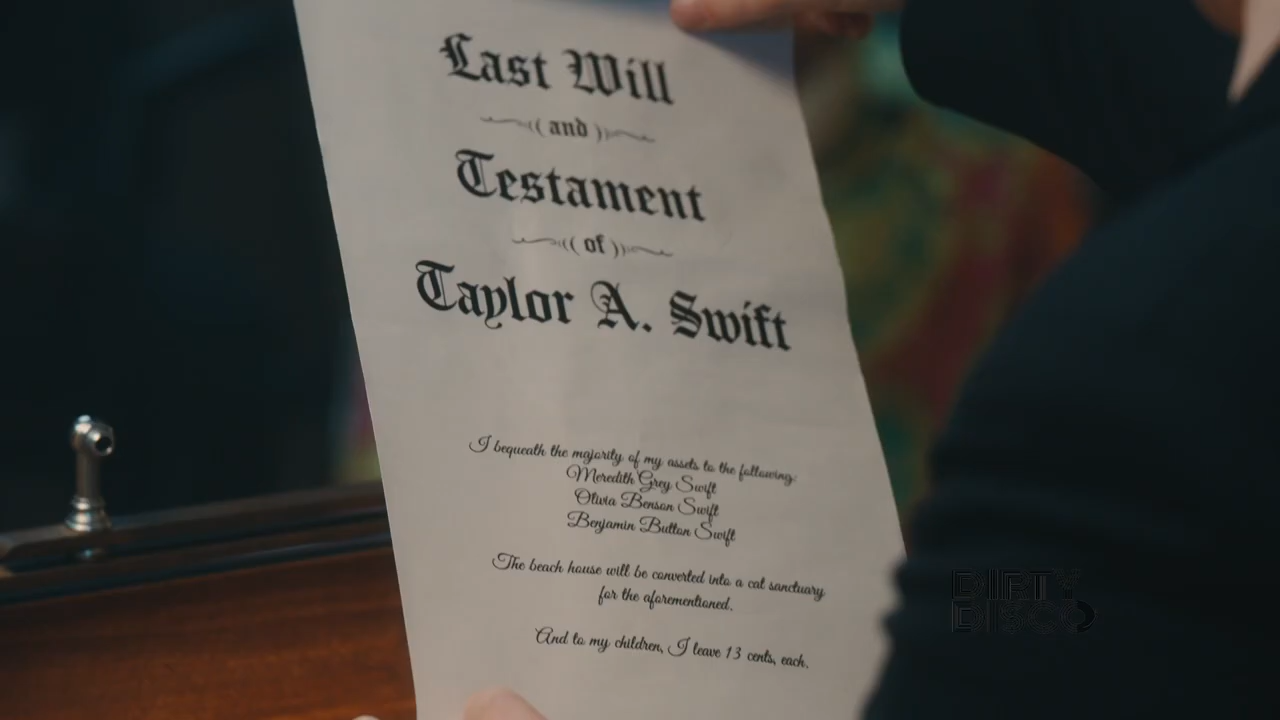 Last Will
and
Testament
of
Taylor A. Swift
I bequeath the majority of my assets to the following:
Meredith Grey Swift
Olivia Benson Swift
Benjamin Button Swift
The beach house will be converted into a cat sanctuary
for the aforementioned.
And to my children, I leave 13 cents, each.
DIRTY
DISCO